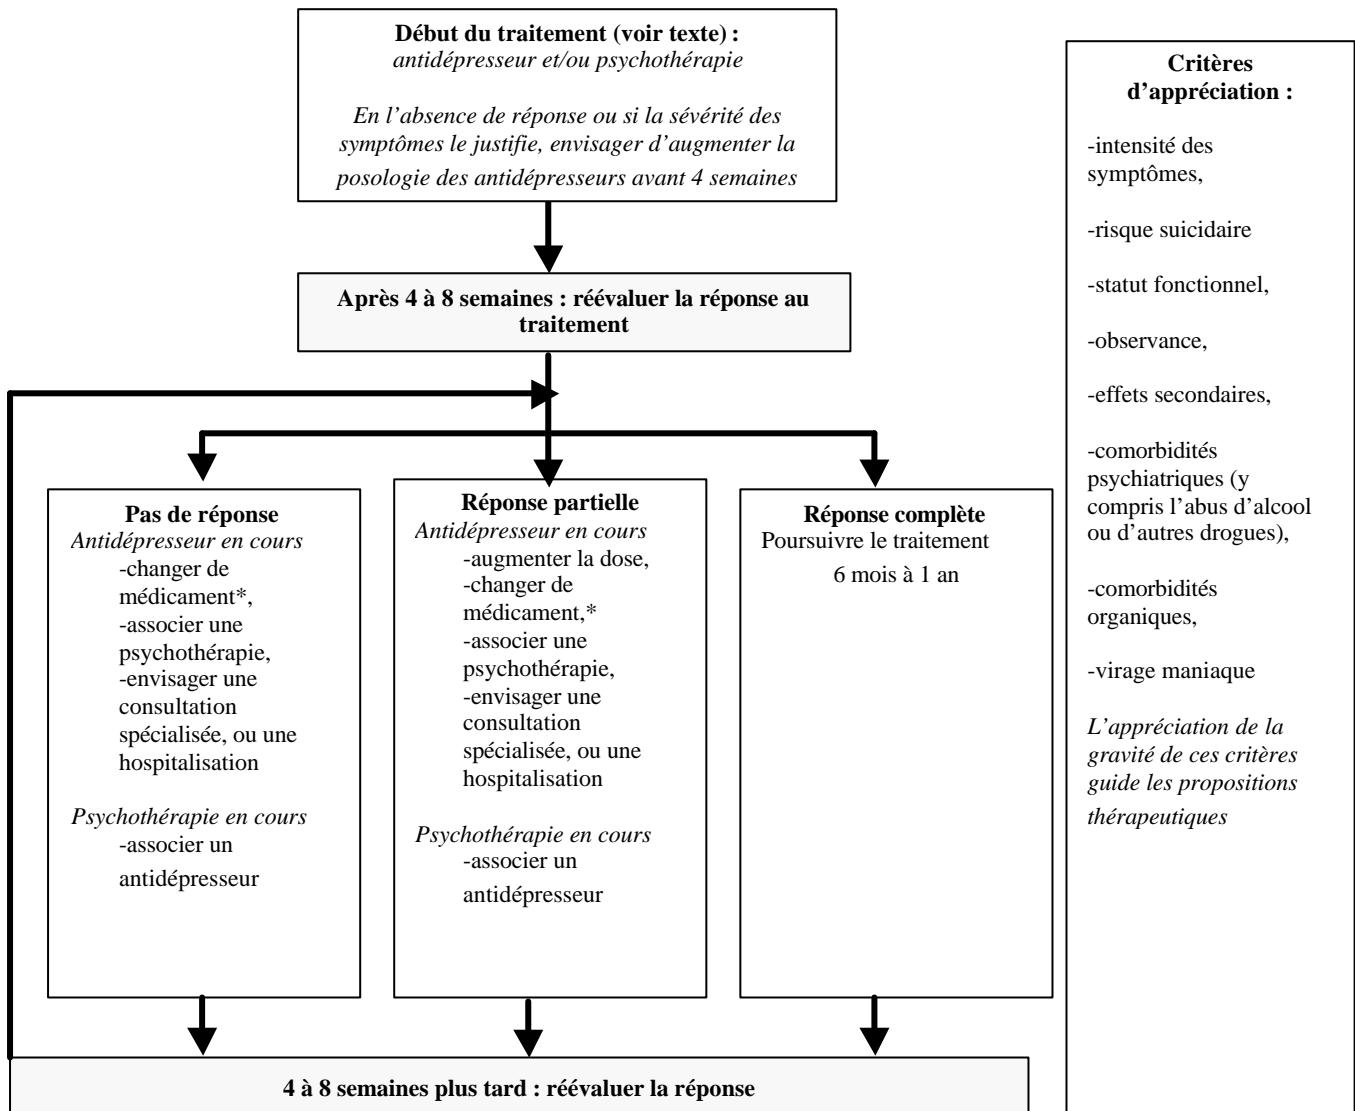 Début du traitement (voir texte) :
antidépresseur et/ou psychothérapie
En l’absence de réponse ou si la sévérité des
symptômes le justifie, envisager d’augmenter la
posologie des antidépresseurs avant 4 semaines
Après 4 à 8 semaines : réévaluer la réponse au
traitement
Pas de réponse
Antidépresseur en cours
-changer de
médicament*,
-associer une
psychothérapie,
-envisager une
consultation
spécialisée, ou une
hospitalisation
Psychothérapie en cours
-associer un
antidépresseur
Réponse partielle
Antidépresseur en cours
-augmenter la dose,
-changer de
médicament,*
-associer une
psychothérapie,
-envisager une
consultation
spécialisée, ou une
hospitalisation
Psychothérapie en cours
-associer un
antidépresseur
Réponse complète
Poursuivre le traitement
6 mois à 1 an
4 à 8 semaines plus tard : réévaluer la réponse
Critères
d’appréciation :
-intensité des
symptômes,
-risque suicidaire
-statut fonctionnel,
-observance,
-effets secondaires,
-comorbidités
psychiatriques (y
compris l’abus d’alcool
ou d’autres drogues),
-comorbidités
organiques,
-virage maniaque
L’appréciation de la
gravité de ces critères
guide les propositions
thérapeutiques